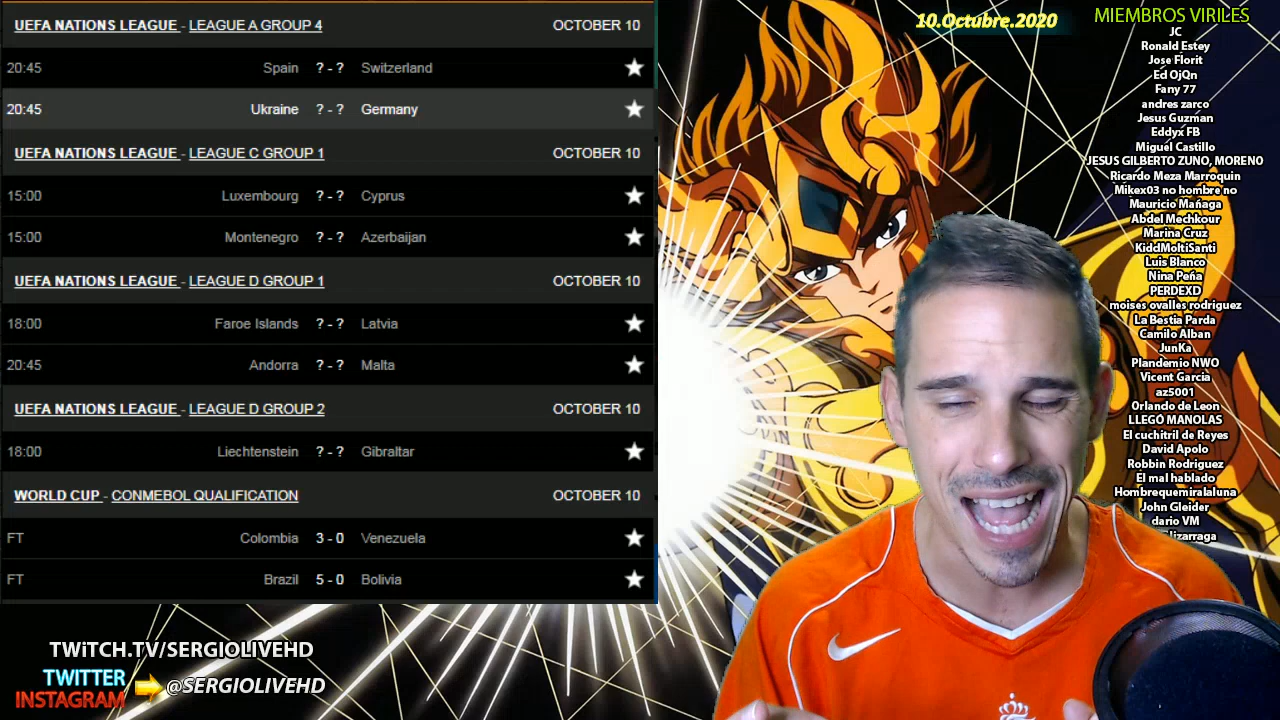 UEFA NATIONS LEAGUE - LEAGUE A GROUP 4 OCTOBER 10
20:45 Spain ? - ? Switzerland
20:45 Ukraine ? - ? Germany
UEFA NATIONS LEAGUE - LEAGUE C GROUP 1 OCTOBER 10
15:00 Luxembourg ? - ? Cyprus
15:00 Montenegro ? - ? Azerbaijan
UEFA NATIONS LEAGUE - LEAGUE D GROUP 1 OCTOBER 10
18:00 Faroe Islands ? - ? Latvia
20:45 Andorra ? - ? Malta
UEFA NATIONS LEAGUE - LEAGUE D GROUP 2 OCTOBER 10
18:00 Liechtenstein ? - ? Gibraltar
WORLD CUP - CONMEBOL QUALIFICATION OCTOBER 10
FT Colombia 3 - 0 Venezuela
FT Brazil 5 - 0 Bolivia
TWiTCH.TV/SERGIOLIVEHD
TWITTER
INSTAGRAM
@SERGIOLIVEHD
10.Octubre.2020
MIEMBROS VIRILES
JC
Ronald Estey
Jose Florit
Ed OjQn
Fany 77
andres zarco
Jesus Guzman
Eddyx FB
Miguel Castillo
JESUS GILBERTO ZUNO, MORENO
Ricardo Meza Marroquin
Mikex03 no hombre no
Mauricio Mañaga
Abdel Mechkour
Marina Cruz
KiddMoltiSanti
Luis Blanco
Nina Peña
PERDEXD
moises ovalles rodriguez
La Bestia Parda
Camilo Alban
JunKa
Plandemio NWO
Vicent Garcia
az5001
Orlando de Leon
LLEGÓ MANOLAS
El cuchitril de Reyes
David Apolo
Robbin Rodriguez
El mal hablado
Hombrequemiralaluna
John Gleider
dario VM
lizarraga